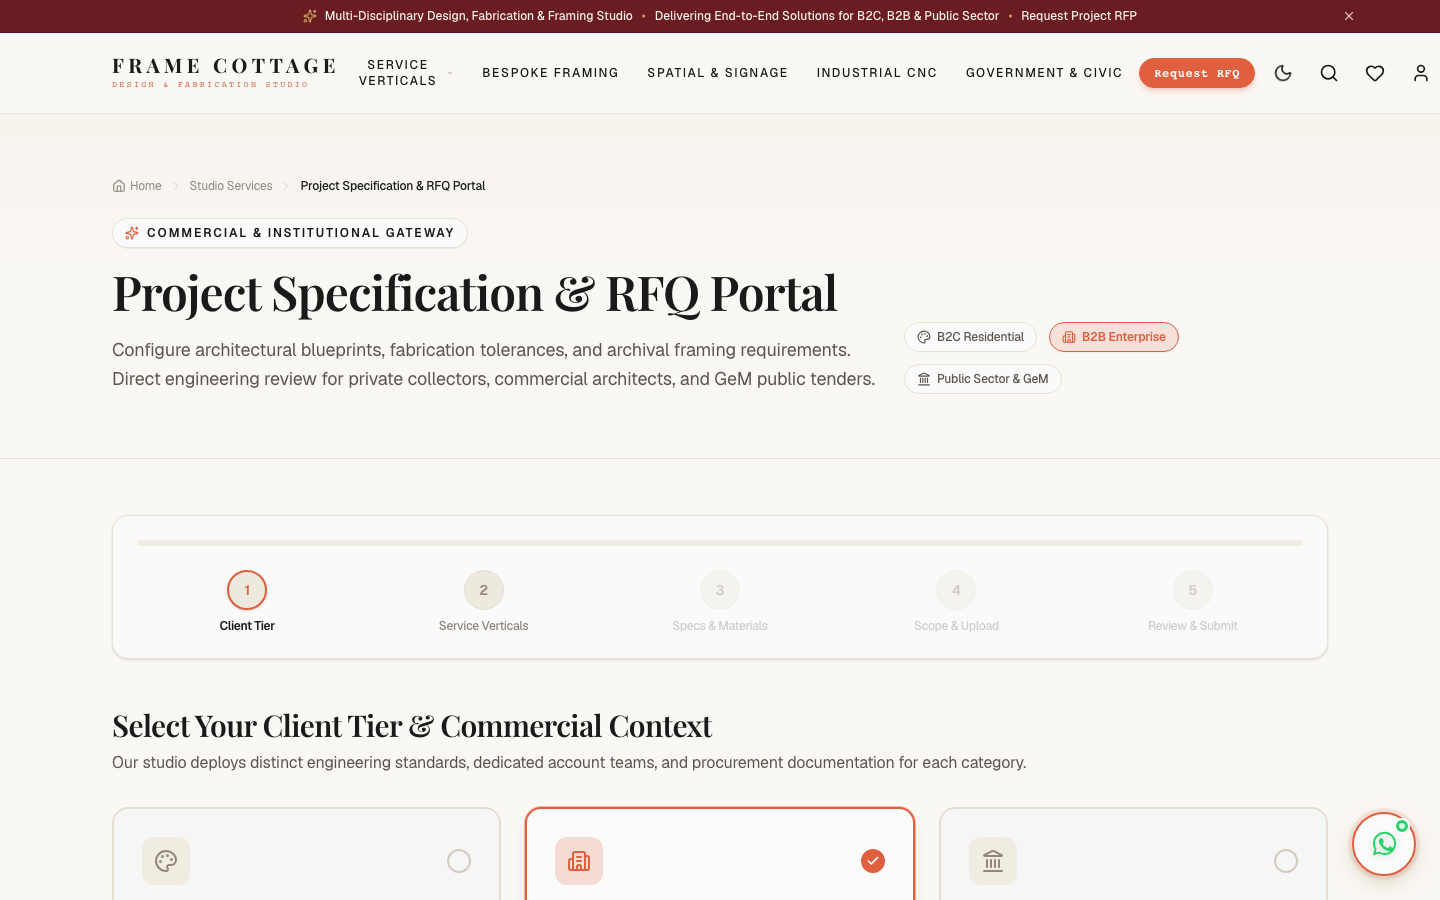 Multi-Disciplinary Design, Fabrication & Framing Studio • Delivering End-to-End Solutions for B2C, B2B & Public Sector • Request Project RFP
FRAME COTTAGE
DESIGN & FABRICATION STUDIO
SERVICE VERTICALS
BESPOKE FRAMING
SPATIAL & SIGNAGE
INDUSTRIAL CNC
GOVERNMENT & CIVIC
Request RFQ
Home
Studio Services
Project Specification & RFQ Portal
COMMERCIAL & INSTITUTIONAL GATEWAY
Project Specification & RFQ Portal
Configure architectural blueprints, fabrication tolerances, and archival framing requirements.
Direct engineering review for private collectors, commercial architects, and GeM public tenders.
B2C Residential
B2B Enterprise
Public Sector & GeM
1
Client Tier
2
Service Verticals
3
Specs & Materials
4
Scope & Upload
5
Review & Submit
Select Your Client Tier & Commercial Context
Our studio deploys distinct engineering standards, dedicated account teams, and procurement documentation for each category.